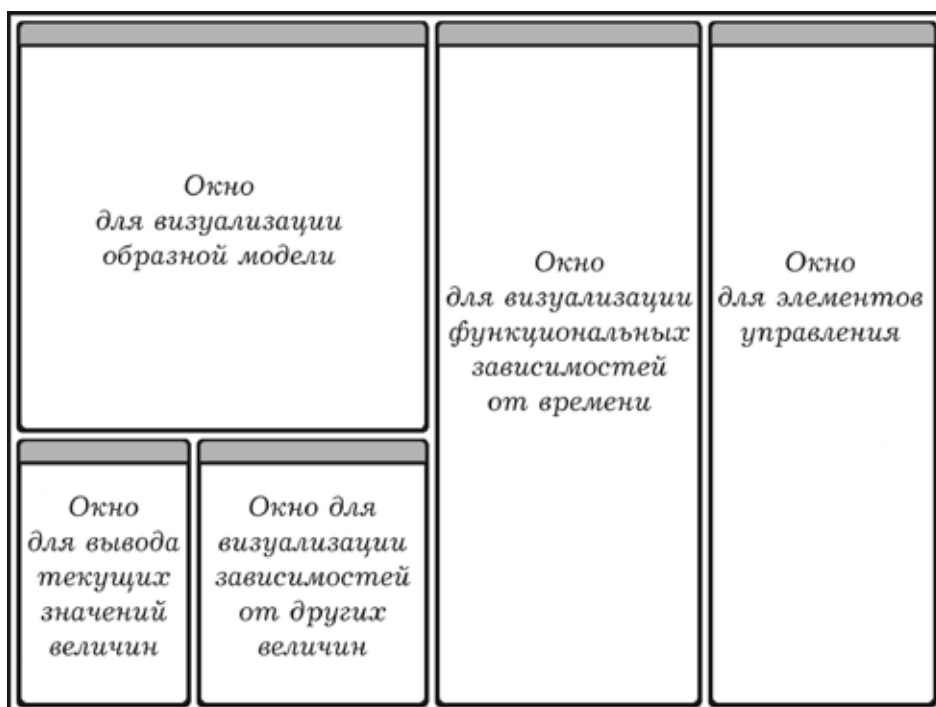 Окно
для визуализации
образной модели
Окно
для визуализации
функциональных
зависимостей
от времени
Окно
для элементов
управления
Окно
для вывода
текущих
значений
величин
Окно для
визуализации
зависимостей
от других
величин